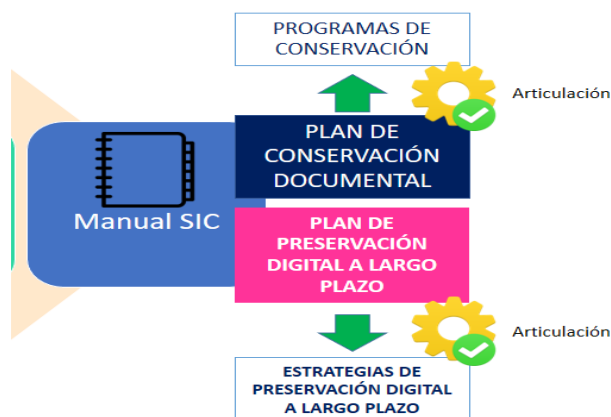 PROGRAMAS DE
CONSERVACIÓN
Articulación
PLAN DE
CONSERVACIÓN
DOCUMENTAL
Manual SIC
PLAN DE
PRESERVACIÓN
DIGITAL A LARGO
PLAZO
Articulación
ESTRATEGIAS DE
PRESERVACIÓN DIGITAL
A LARGO PLAZO